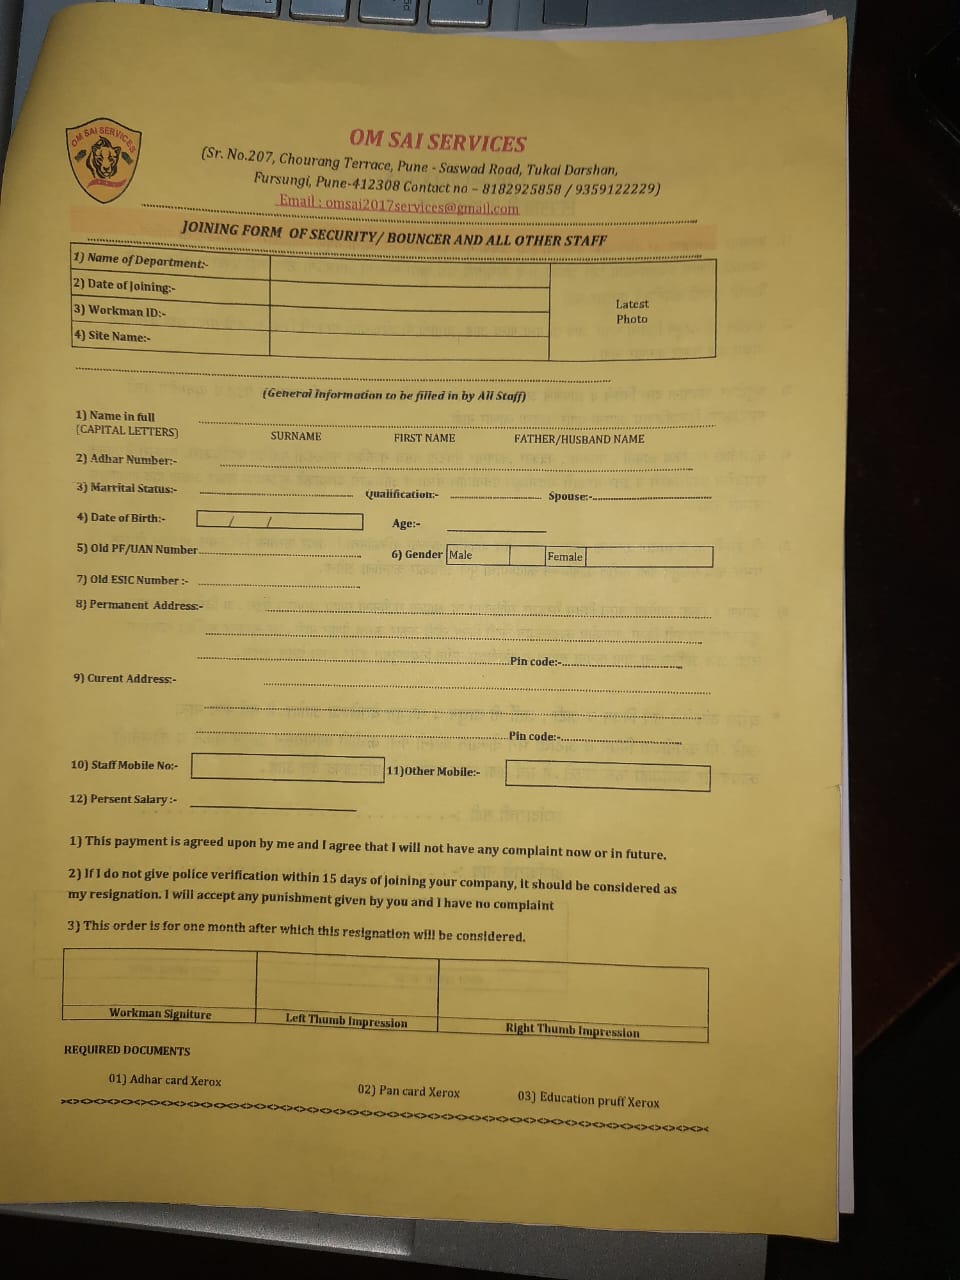 OM SAI SERVICES
OM SAI SERVICES
(Sr. No.207, Chourang Terrace, Pune - Saswad Road, Tukai Darshan,
Fursungi, Pune-412308 Contact no – 8182925858 / 9359122229)
Email : omsai2017services@gmail.com
JOINING FORM OF SECURITY/ BOUNCER AND ALL OTHER STAFF
1) Name of Department:-
2) Date of Joining:-
3) Workman ID:-
4) Site Name:-
Latest
Photo
(General Information to be filled in by All Staff)
1) Name in full
(CAPITAL LETTERS)
SURNAME FIRST NAME FATHER/HUSBAND NAME
2) Adhar Number:-
3) Marrital Status:- Qualification:- Spouse:-
4) Date of Birth:- / / Age:-
5) Old PF/UAN Number 6) Gender Male Female
7) Old ESIC Number :-
8) Permanent Address:-
Pin code:-
9) Curent Address:-
Pin code:-
10) Staff Mobile No:- 11)Other Mobile:-
12) Persent Salary :-
1) This payment is agreed upon by me and I agree that I will not have any complaint now or in future.
2) If I do not give police verification within 15 days of joining your company, it should be considered as
my resignation. I will accept any punishment given by you and I have no complaint
3) This order is for one month after which this resignation will be considered.
Workman Signiture Left Thumb Impression Right Thumb Impression
REQUIRED DOCUMENTS
01) Adhar card Xerox 02) Pan card Xerox 03) Education pruff Xerox